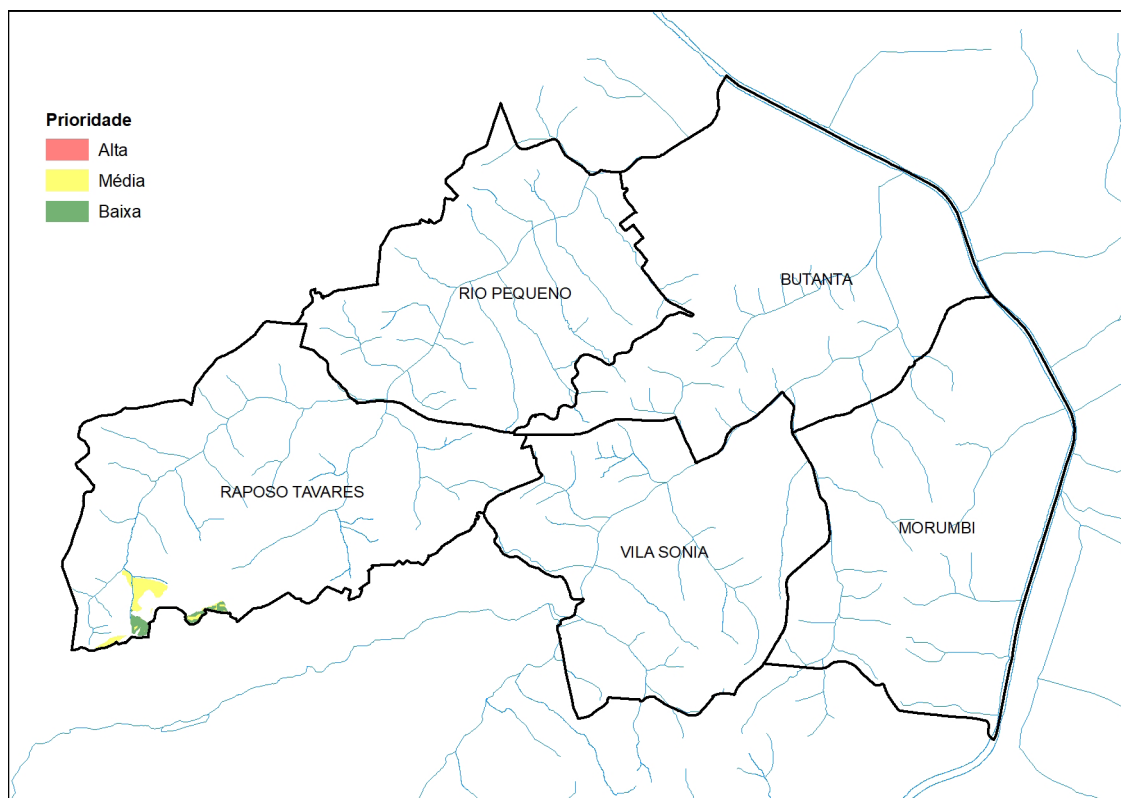 Prioridade
Alta
Média
Baixa
RIO PEQUENO
BUTANTA
RAPOSO TAVARES
VILA SONIA
MORUMBI